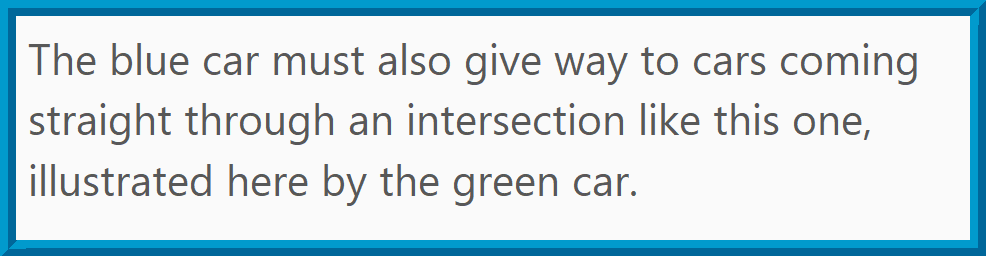 The blue car must also give way to cars coming
straight through an intersection like this one,
illustrated here by the green car.